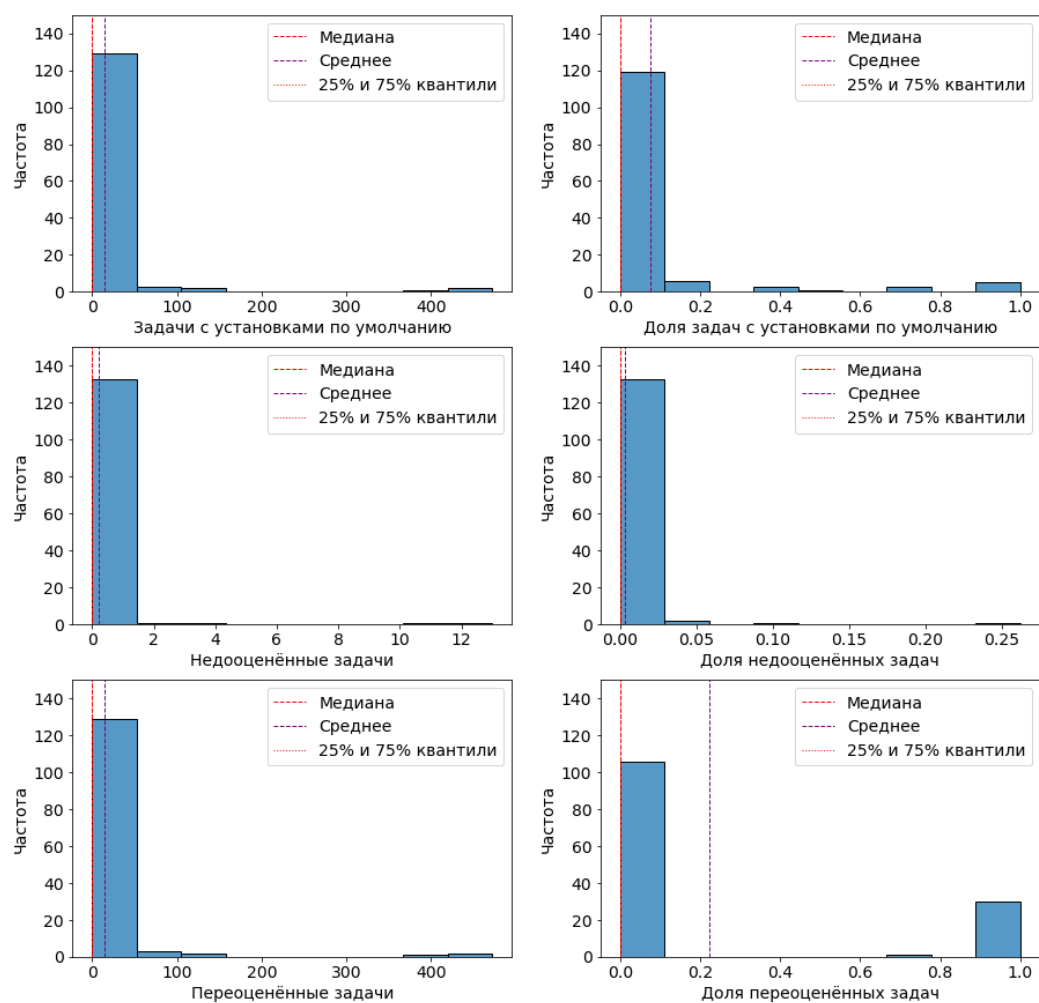 140
120
100
80
60
40
20
0
Частота
Медиана
Среднее
25% и 75% квантили
0 100 200 300 400
Задачи с установками по умолчанию
140
120
100
80
60
40
20
0
Частота
Медиана
Среднее
25% и 75% квантили
0.0 0.2 0.4 0.6 0.8 1.0
Доля задач с установками по умолчанию
140
120
100
80
60
40
20
0
Частота
Медиана
Среднее
25% и 75% квантили
0 2 4 6 8 10 12
Недооценённые задачи
140
120
100
80
60
40
20
0
Частота
Медиана
Среднее
25% и 75% квантили
0.00 0.05 0.10 0.15 0.20 0.25
Доля недооценённых задач
140
120
100
80
60
40
20
0
Частота
Медиана
Среднее
25% и 75% квантили
0 100 200 300 400
Переоценённые задачи
140
120
100
80
60
40
20
0
Частота
Медиана
Среднее
25% и 75% квантили
0.0 0.2 0.4 0.6 0.8 1.0
Доля переоценённых задач